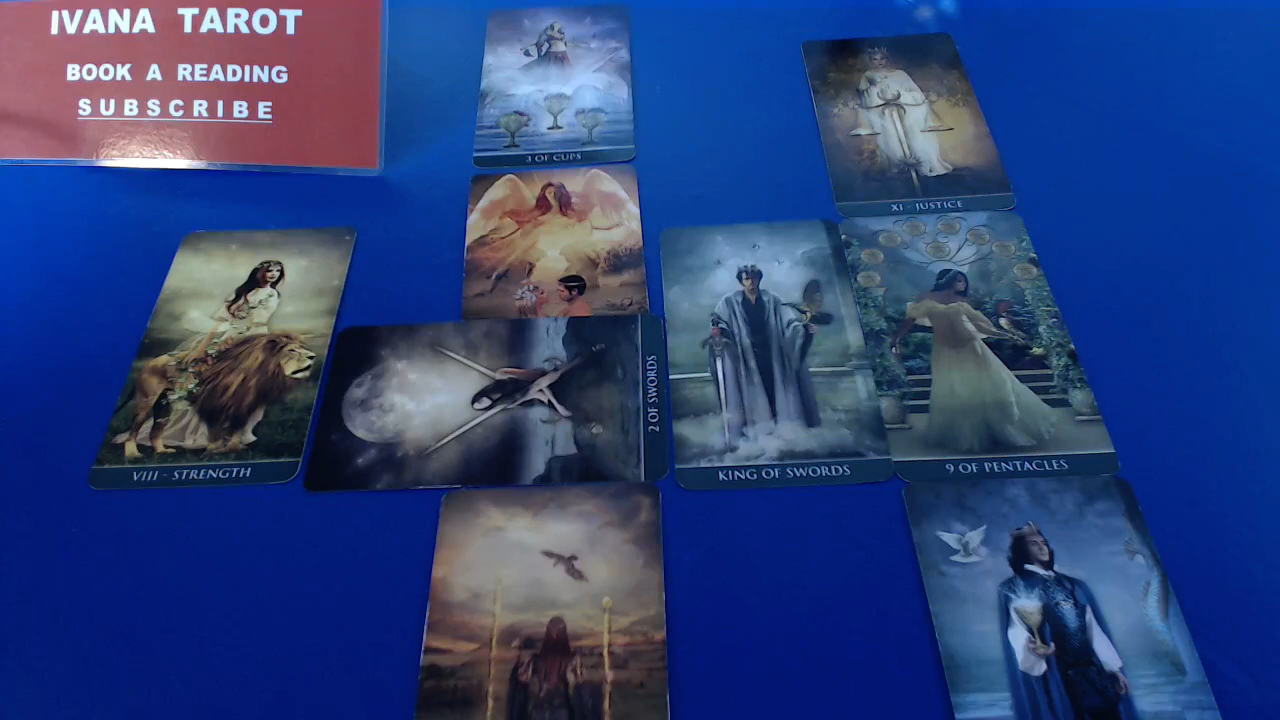 IVANA TAROT
BOOK A READING
SUBSCRIBE
3 OF CUPS
XI - JUSTICE
VIII - STRENGTH
2 OF SWORDS
KING OF SWORDS
9 OF PENTACLES